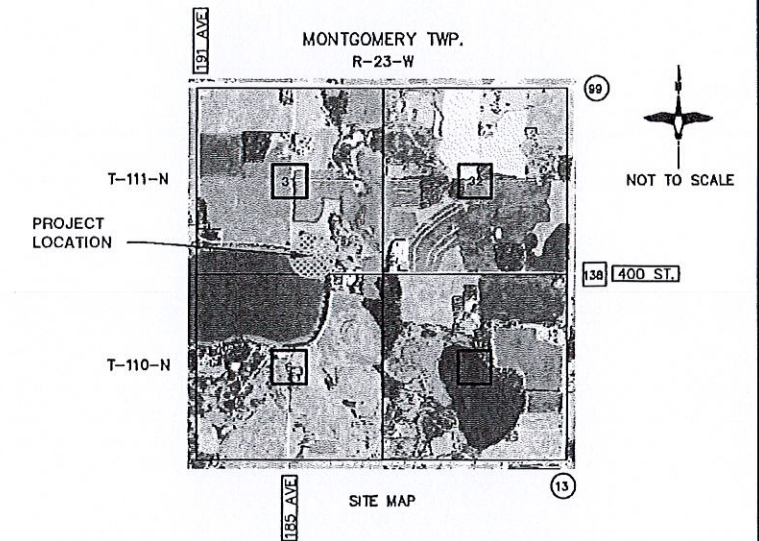 191 AVE
MONTGOMERY TWP.
R-23-W
99
N
T-111-N
31
32
NOT TO SCALE
PROJECT
LOCATION
138 400 ST.
T-110-N
SITE MAP
13
185 AVE